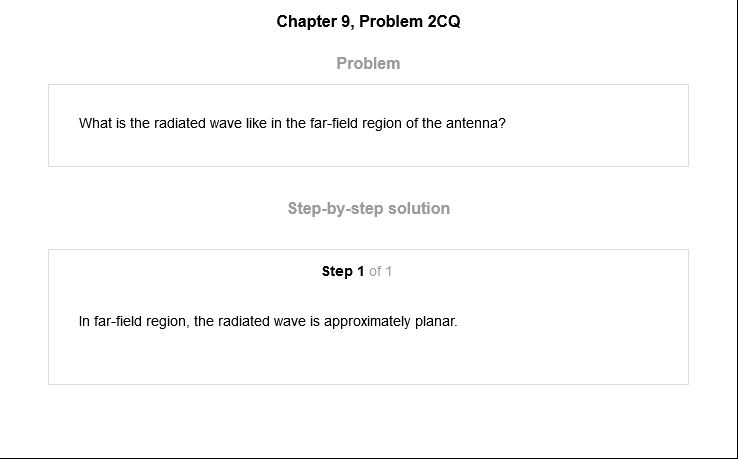 Chapter 9, Problem 2CQ
Problem
What is the radiated wave like in the far-field region of the antenna?
Step-by-step solution
Step 1 of 1
In far-field region, the radiated wave is approximately planar.